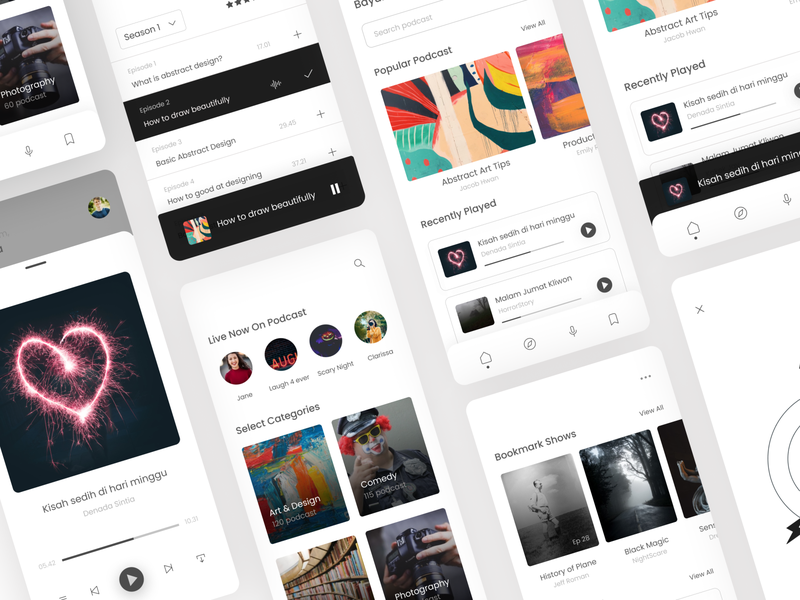 Photography
60 podcast
Season 1
Episode 1
What is abstract design?
17.01
Episode 2
How to draw beautifully
Episode 3
Basic Abstract Design
29.45
Episode 4
How to good at designing
37.21
How to draw beautifully
Search podcast
Popular Podcast
View All
Abstract Art Tips
Jacob Hwan
Recently Played
Kisah sedih di hari minggu
Denada Sintia
Malam Jumat Kliwon
HorrorStory
Abstract Art Tips
Jacob Hwan
Recently Played
Kisah sedih di hari minggu
Denada Sintia
Malam Jumat Kliwon
Kisah sedih di hari
Kisah sedih di hari minggu
Denada Sintia
05.42
10.31
Live Now On Podcast
Jane
Laugh 4 ever
Scary Night
Clarissa
Select Categories
Art & Design
120 podcast
Comedy
115 podcast
Photography
Bookmark Shows
View All
Ep 28
History of Plane
Jeff Roman
Black Magic
NightScare
View All